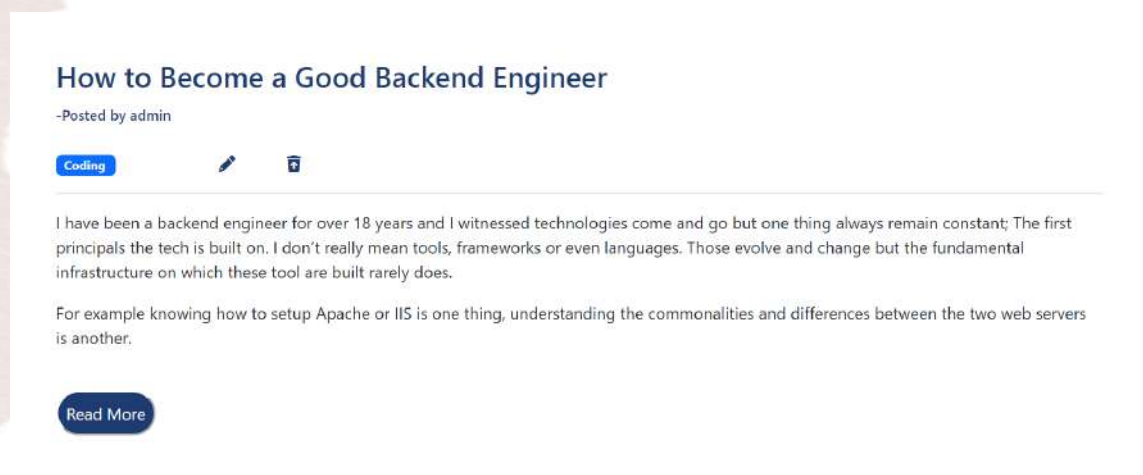 How to Become a Good Backend Engineer
-Posted by admin
Coding
I have been a backend engineer for over 18 years and I witnessed technologies come and go but one thing always remain constant; The first
principals the tech is built on. I don't really mean tools, frameworks or even languages. Those evolve and change but the fundamental
infrastructure on which these tool are built rarely does.
For example knowing how to setup Apache or IIS is one thing, understanding the commonalities and differences between the two web servers
is another.
Read More